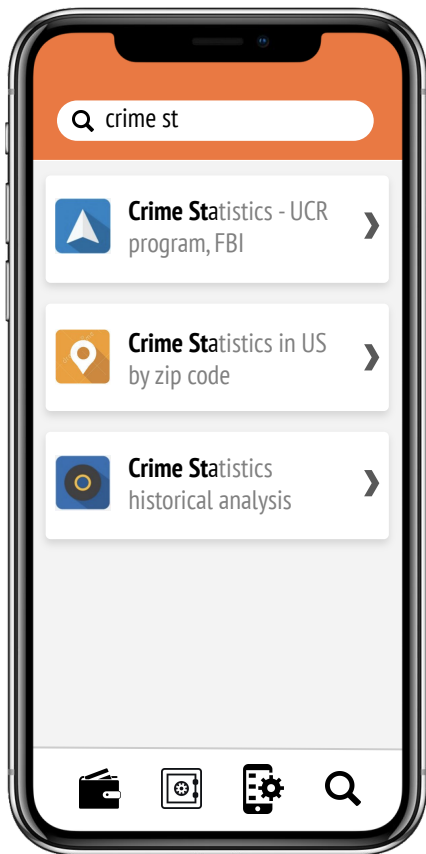 crime st
Crime Statistics - UCR
program, FBI
Crime Statistics in US
by zip code
Crime Statistics
historical analysis